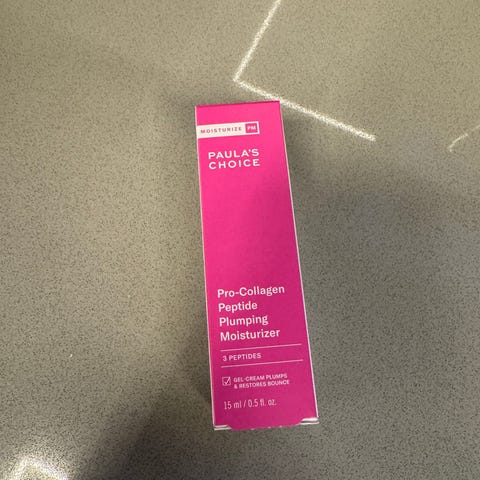 MOISTURIZE PM
PAULA'S
CHOICE
Pro-Collagen
Peptide
Plumping
Moisturizer
3 PEPTIDES
GEL-CREAM PLUMPS
& RESTORES BOUNCE
15 ml / 0.5 fl. oz.